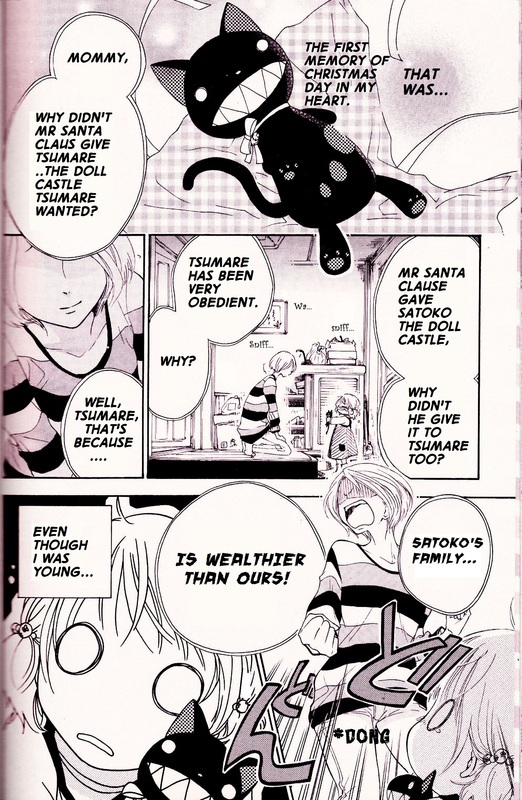 THAT
WAS...
THE FIRST
MEMORY OF
CHRISTMAS
DAY IN MY
HEART.
MOMMY,
WHY DIDN'T
MR SANTA
CLAUS GIVE
TSUMARE
..THE DOLL
CASTLE
TSUMARE
WANTED?
MR SANTA
CLAUSE
GAVE
SATOKO
THE DOLL
CASTLE,
WHY
DIDN'T
HE GIVE
IT TO
TSUMARE
TOO?
TSUMARE
HAS BEEN
VERY
OBEDIENT.
WHY?
Wa...
sniff...
Sniff...
WELL,
TSUMARE,
THAT'S
BECAUSE
....
SATOKO'S
FAMILY...
IS WEALTHIER
THAN OURS!
EVEN
THOUGH
I WAS
YOUNG...
どどん
*DONG